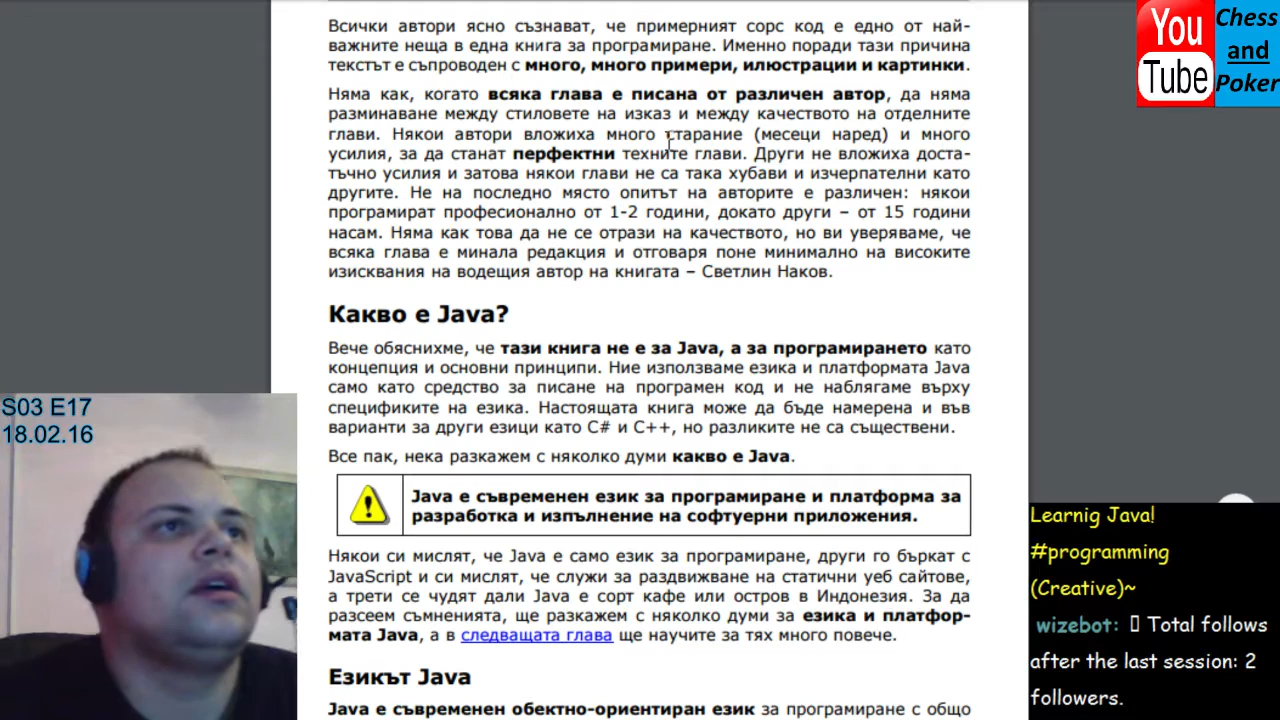 Всички автори ясно съзнават, че примерният сорс код е едно от най-
важните неща в една книга за програмиране. Именно поради тази причина
текстът е съпроводен с много, много примери, илюстрации и картинки.
Няма как, когато всяка глава е писана от различен автор, да няма
разминаване между стиловете на изказ и между качеството на отделните
глави. Някои автори вложиха много старание (месеци наред) и много
усилия, за да станат перфектни техните глави. Други не вложиха доста-
тъчно усилия и затова някои глави не са така хубави и изчерпателни като
другите. Не на последно място опитът на авторите е различен: някои
програмират професионално от 1-2 години, докато други – от 15 години
насам. Няма как това да не се отрази на качеството, но ви уверяваме, че
всяка глава е минала редакция и отговаря поне минимално на високите
изисквания на водещия автор на книгата – Светлин Наков.
Какво е Java?
Вече обяснихме, че тази книга не е за Java, а за програмирането като
концепция и основни принципи. Ние използваме езика и платформата Java
само като средство за писане на програмен код и не наблягаме върху
спецификите на езика. Настоящата книга може да бъде намерена и във
варианти за други езици като C# и C++, но разликите не са съществени.
Все пак, нека разкажем с няколко думи какво е Java.
Java е съвременен език за програмиране и платформа за
разработка и изпълнение на софтуерни приложения.
Някои си мислят, че Java е само език за програмиране, други го бъркат с
JavaScript и си мислят, че служи за раздвижване на статични уеб сайтове,
а трети се чудят дали Java е сорт кафе или остров в Индонезия. За да
разсеем съмненията, ще разкажем с няколко думи за езика и платфор-
мата Java, а в следващата глава ще научите за тях много повече.
Езикът Java
Java е съвременен обектно-ориентиран език за програмиране с общо
You
Tube
Chess
and
Poker
S03 E17
18.02.16
Learnig Java!
#programming
(Creative)~
wizebot: Total follows
after the last session: 2
followers.